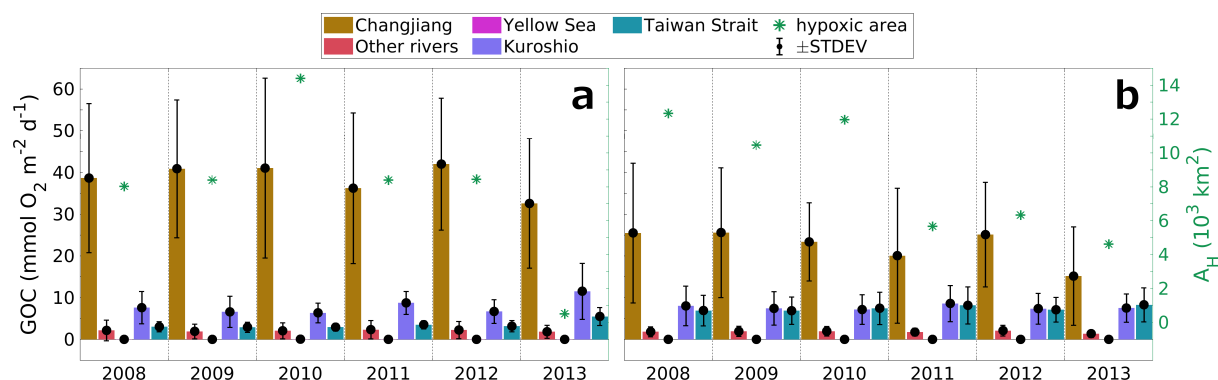 Changjiang Yellow Sea Taiwan Strait hypoxic area
Other rivers Kuroshio ±STDEV
a
b
GOC (mmol O₂ m⁻² d⁻¹)
60
50
40
30
20
10
0
14
12
10
8
6
4
2
0
A_H (10³ km²)
2008 2009 2010 2011 2012 2013
2008 2009 2010 2011 2012 2013